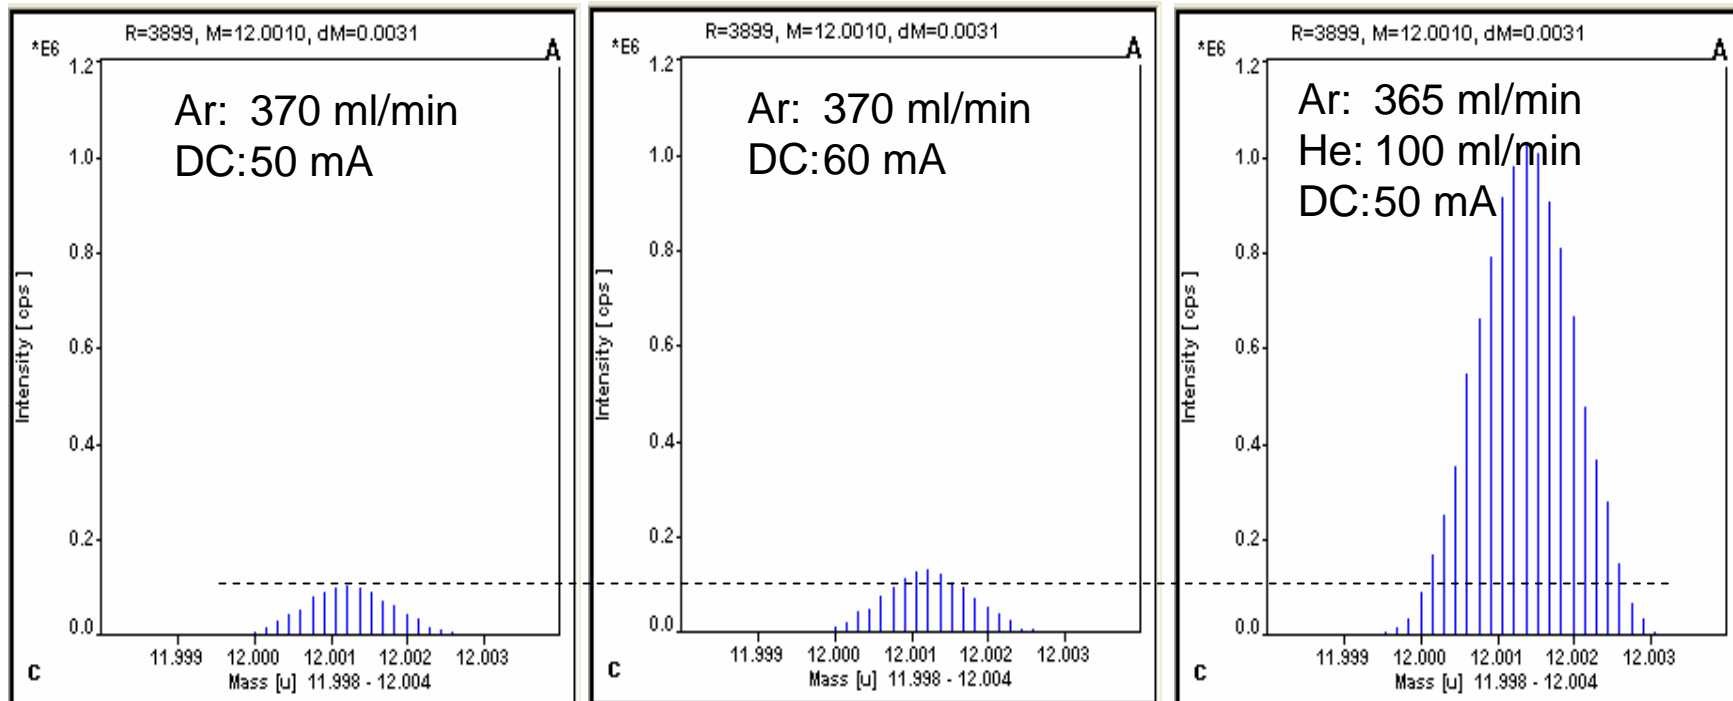 R=3899, M=12.0010, dM=0.0031
*E6
A
1.2
1.0
0.8
0.6
0.4
0.2
0.0
Ar: 370 ml/min
DC:50 mA
Intensity [ cps ]
11.999 12.000 12.001 12.002 12.003
C
Mass [u] 11.998 - 12.004
R=3899, M=12.0010, dM=0.0031
*E6
A
1.2
1.0
0.8
0.6
0.4
0.2
0.0
Ar: 370 ml/min
DC:60 mA
Intensity [ cps ]
11.999 12.000 12.001 12.002 12.003
C
Mass [u] 11.998 - 12.004
R=3899, M=12.0010, dM=0.0031
*E6
A
1.2
1.0
0.8
0.6
0.4
0.2
0.0
Ar: 365 ml/min
He: 100 ml/min
DC:50 mA
Intensity [ cps ]
11.999 12.000 12.001 12.002 12.003
C
Mass [u] 11.998 - 12.004